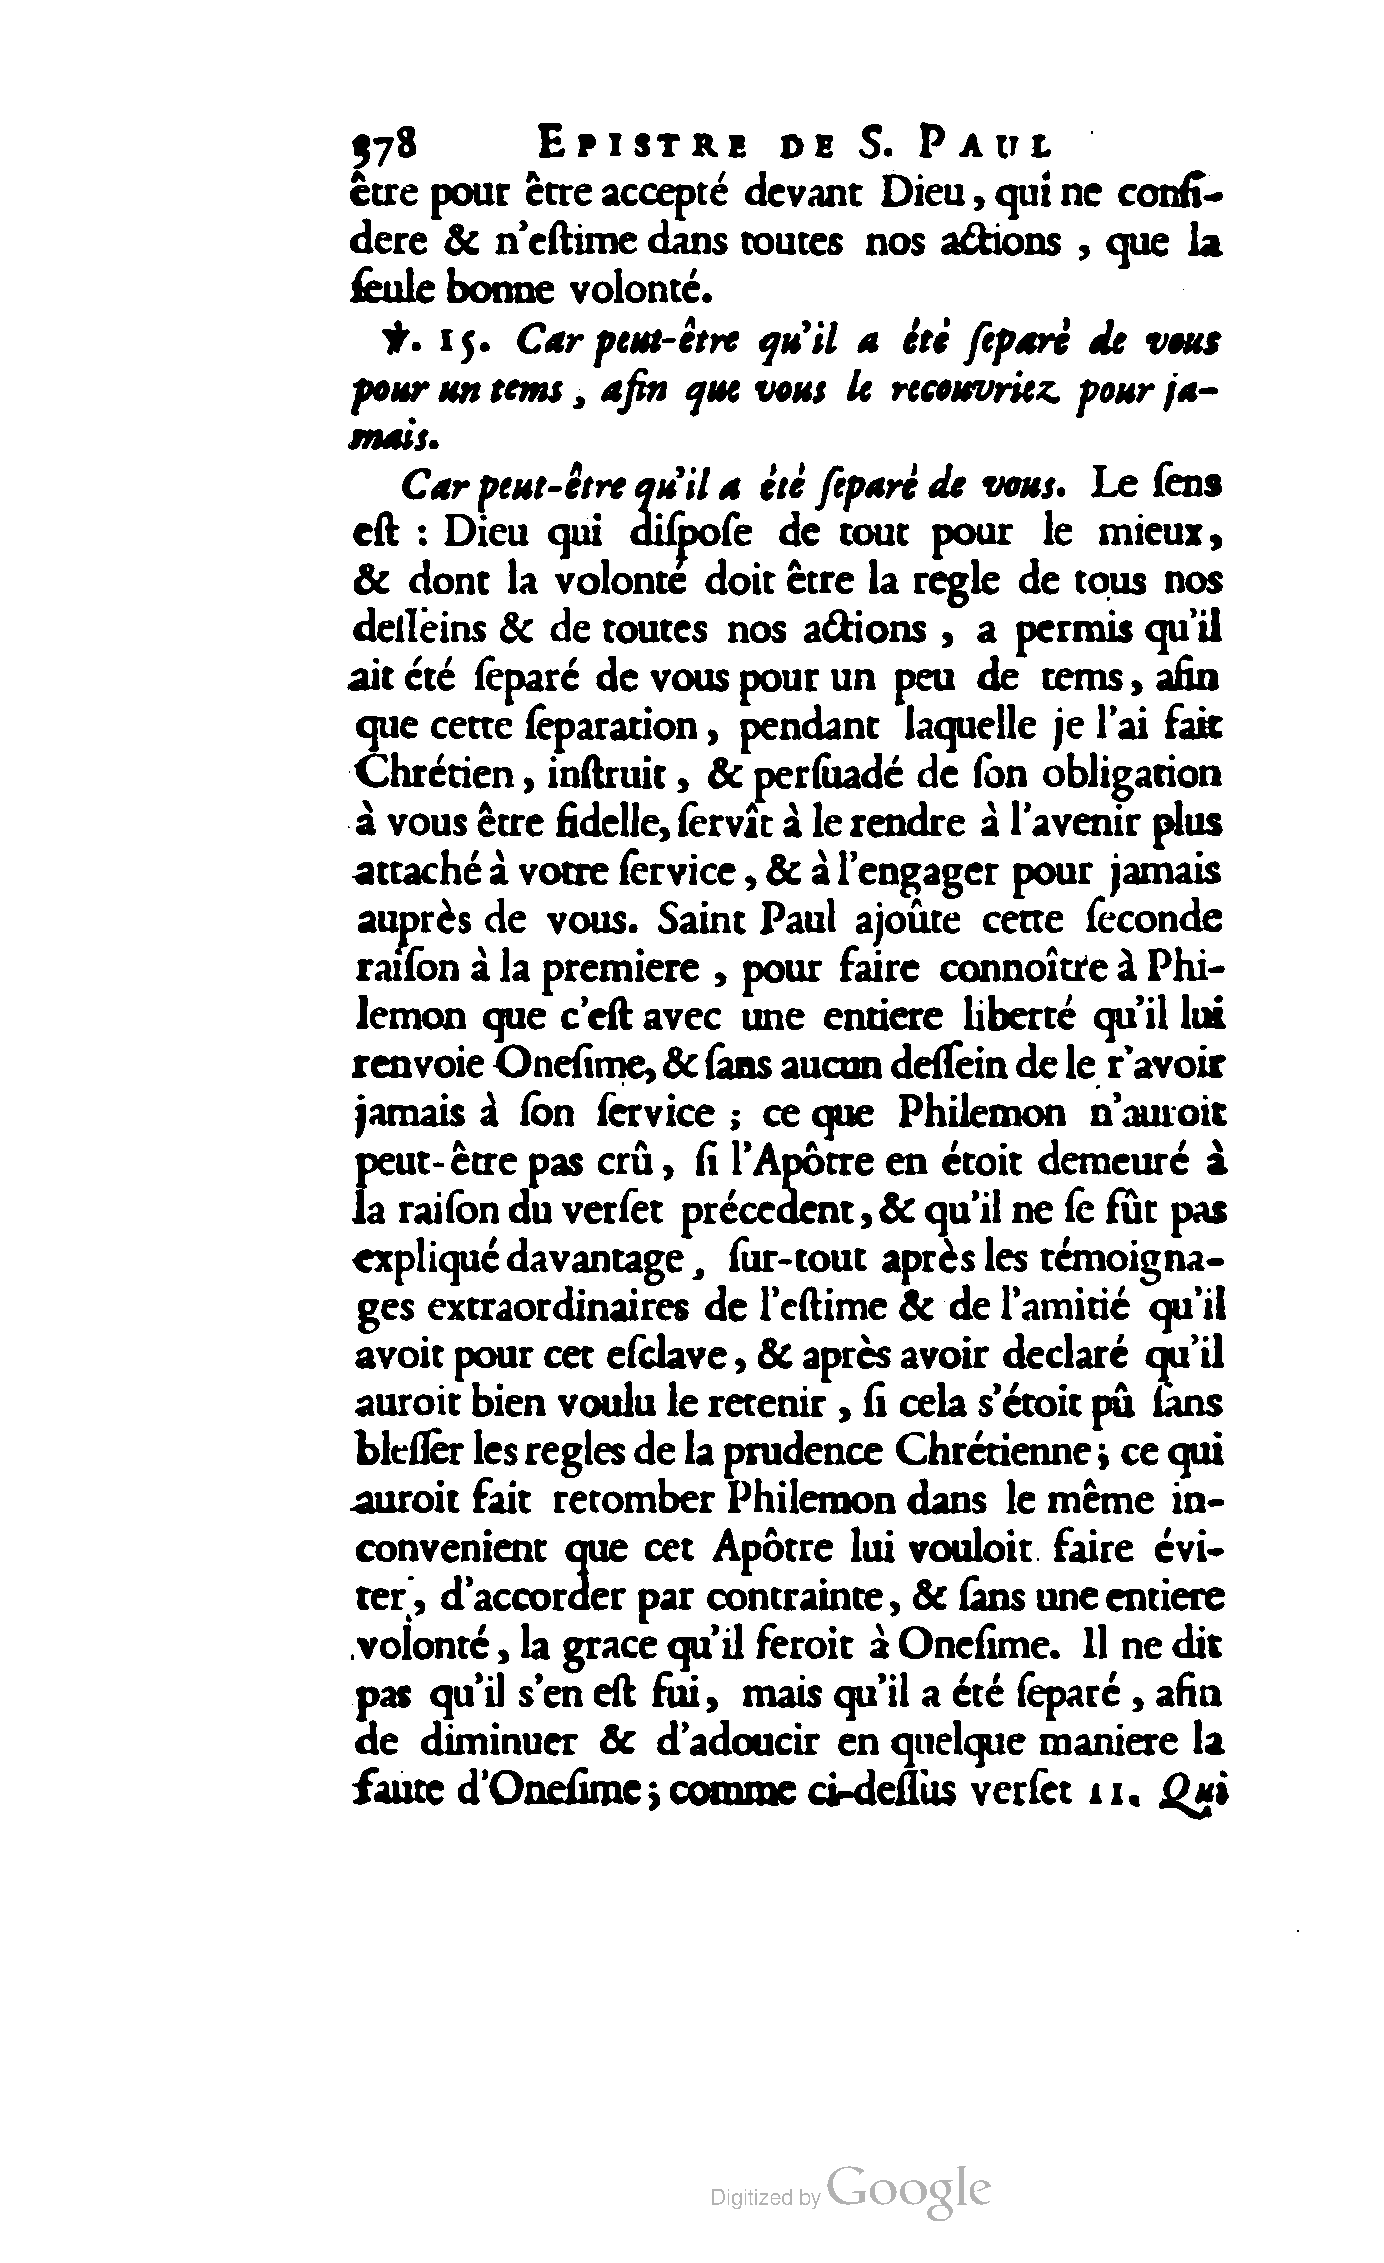 378 EPISTRE DE S. PAUL
être pour être accepté devant Dieu, qui ne conſi-
dere & n'eſtime dans toutes nos actions, que la
ſeule bonne volonté.
℣. 15. Car peut-être qu'il a été ſeparé de vous
pour un tems, afin que vous le recouvriez pour ja-
mais.
Car peut-être qu'il a été ſeparé de vous. Le ſens
eſt : Dieu qui diſpoſe de tout pour le mieux,
& dont la volonté doit être la regle de tous nos
deſſeins & de toutes nos actions, a permis qu'il
ait été ſeparé de vous pour un peu de tems, afin
que cette ſeparation, pendant laquelle je l'ai fait
Chrétien, inſtruit, & perſuadé de ſon obligation
à vous être fidelle, ſervît à le rendre à l'avenir plus
attaché à votre ſervice, & à l'engager pour jamais
auprès de vous. Saint Paul ajoûte cette ſeconde
raiſon à la premiere, pour faire connoître à Phi-
lemon que c'eſt avec une entiere liberté qu'il lui
renvoie Oneſime, & ſans aucun deſſein de le r'avoir
jamais à ſon ſervice ; ce que Philemon n'auroit
peut-être pas crû, ſi l'Apôtre en étoit demeuré à
la raiſon du verſet précedent, & qu'il ne ſe fût pas
expliqué davantage, ſur-tout après les témoigna-
ges extraordinaires de l'eſtime & de l'amitié qu'il
avoit pour cet eſclave, & après avoir declaré qu'il
auroit bien voulu le retenir, ſi cela s'étoit pû ſans
bleſſer les regles de la prudence Chrétienne ; ce qui
auroit fait retomber Philemon dans le même in-
convenient que cet Apôtre lui vouloit faire évi-
ter, d'accorder par contrainte, & ſans une entiere
volonté, la grace qu'il feroit à Oneſime. Il ne dit
pas qu'il s'en eſt fui, mais qu'il a été ſeparé, afin
de diminuer & d'adoucir en quelque maniere la
faute d'Oneſime ; comme ci-deſſus verſet 11. Qui
Digitized by Google